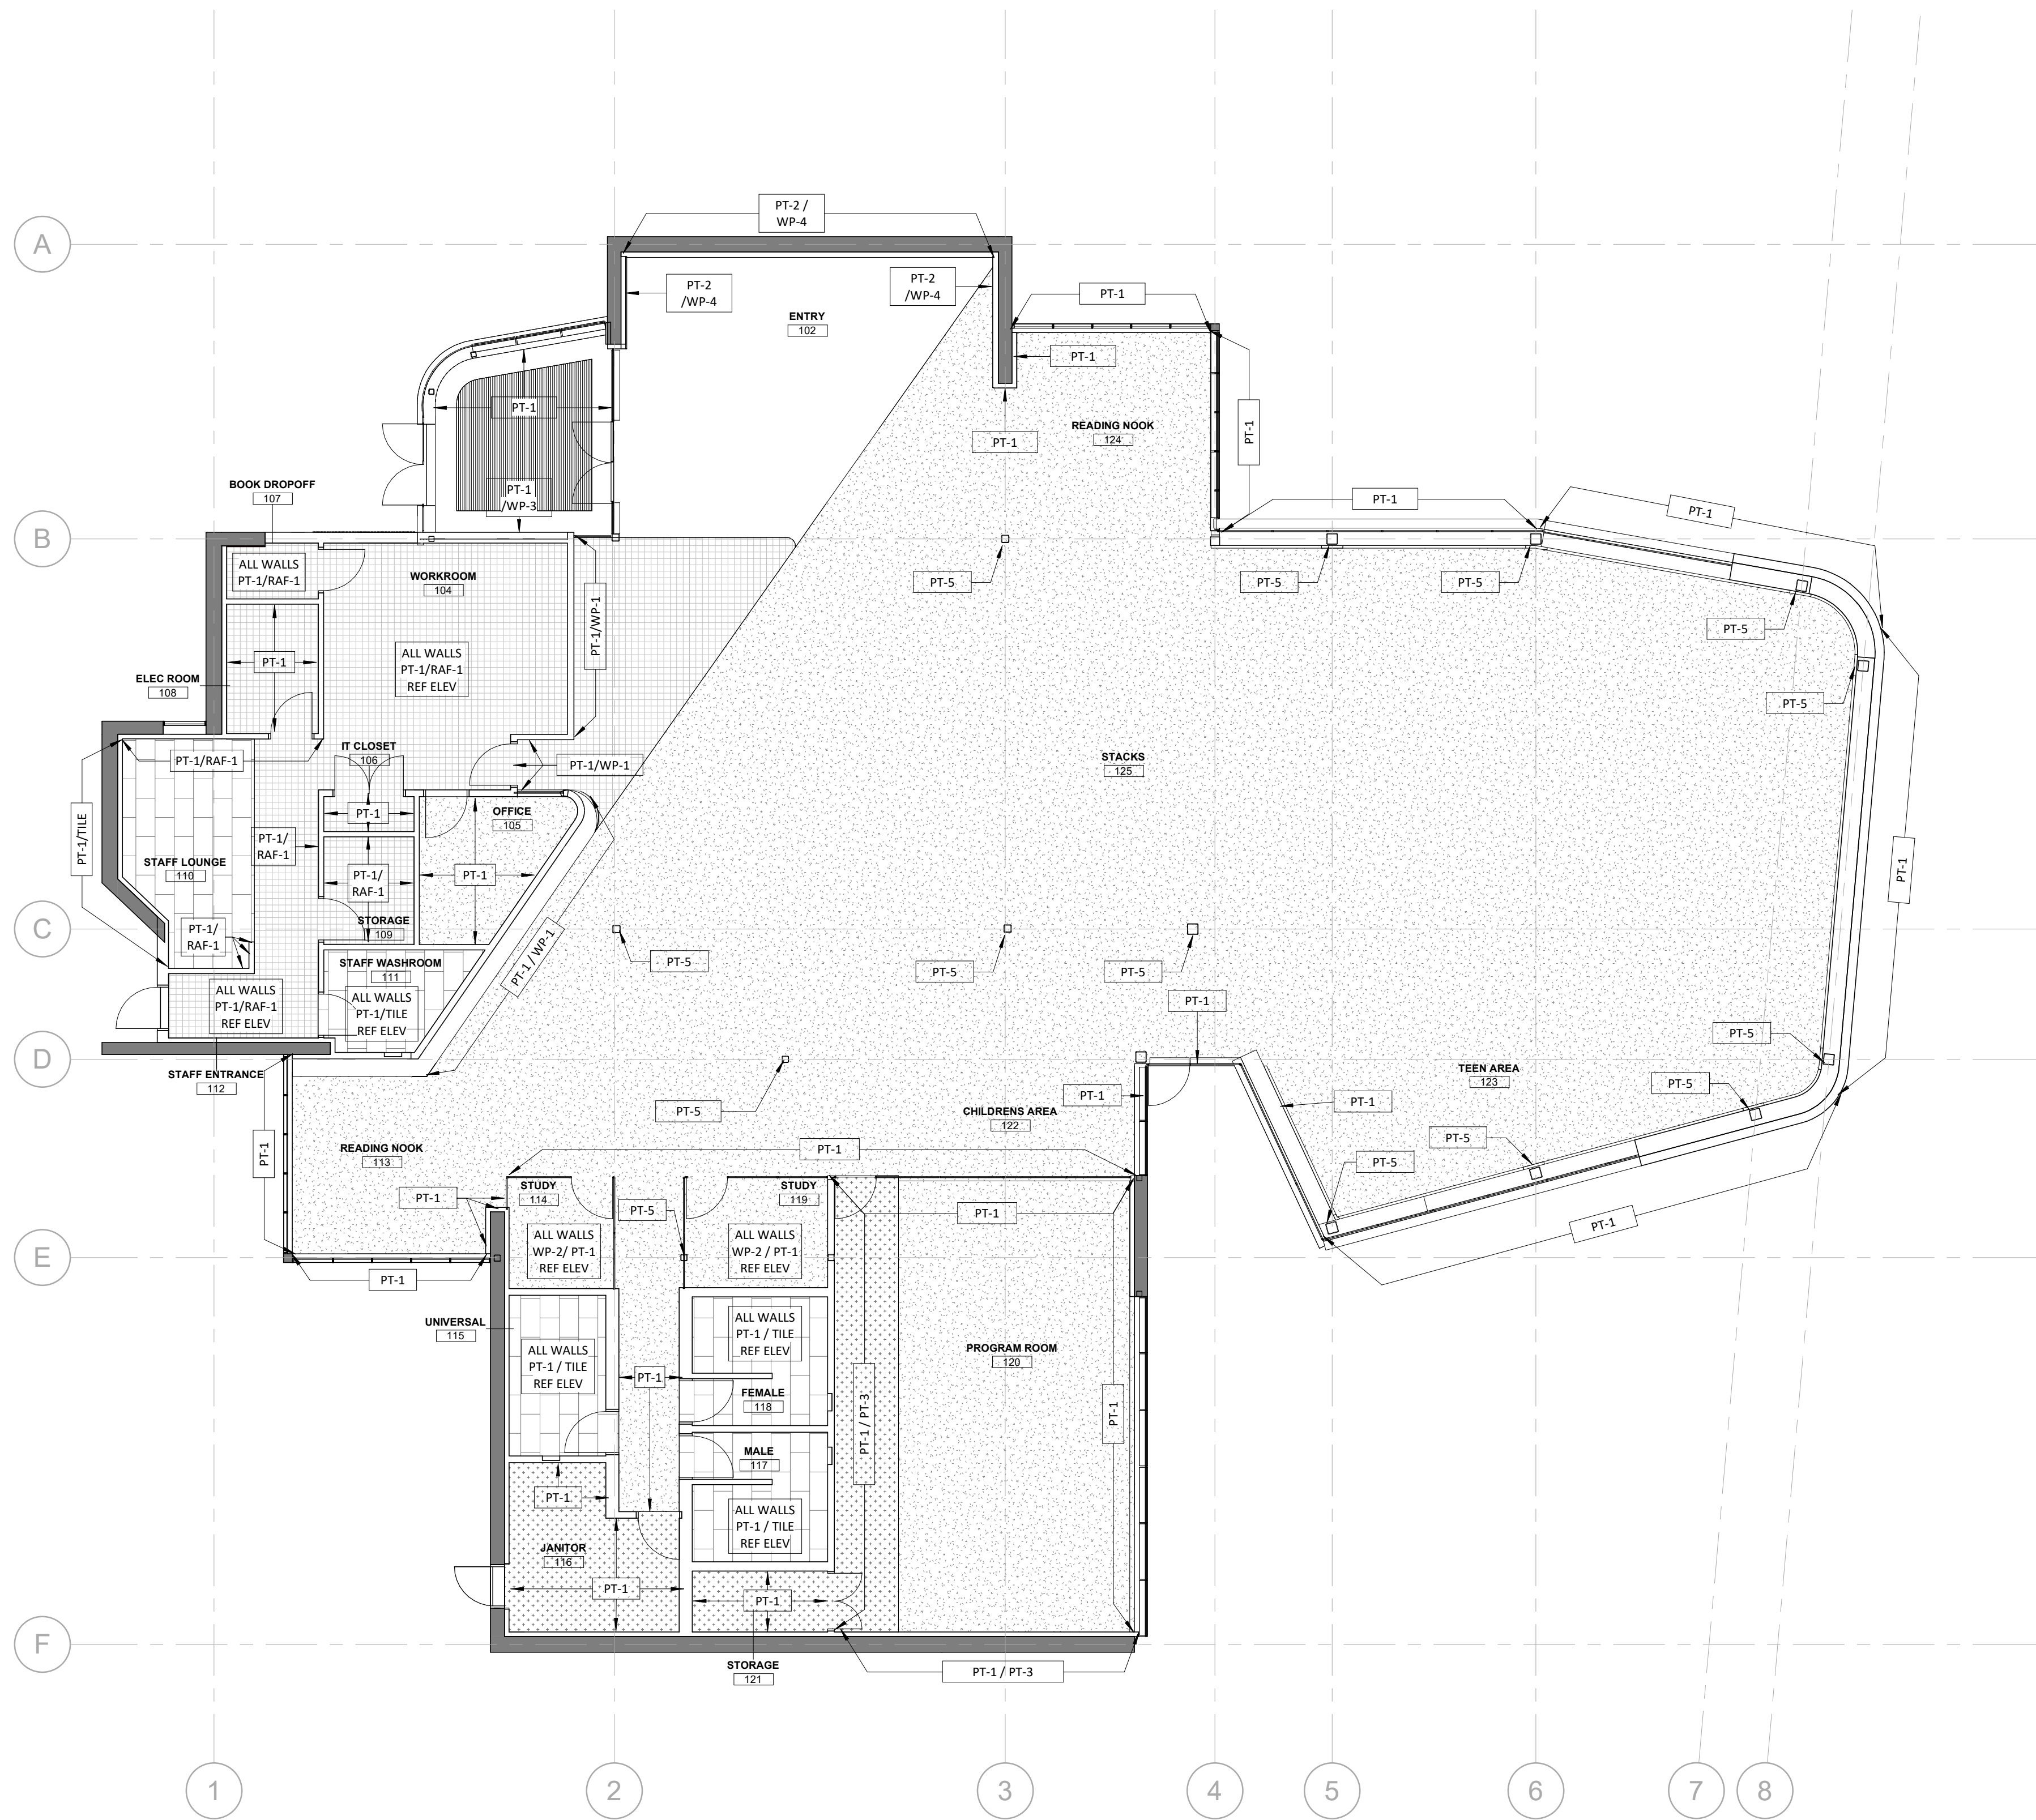 A
PT-2 /
WP-4
PT-2
/WP-4
PT-2
/WP-4
ENTRY
102
PT-1
PT-1
PT-1
PT-1
READING NOOK
124
PT-1
BOOK DROPOFF
107
PT-1
/WP-3
PT-1
PT-1
B
ALL WALLS
PT-1/RAF-1
WORKROOM
104
PT-5
PT-5
PT-5
PT-5
PT-1/WP-1
ALL WALLS
PT-1/RAF-1
REF ELEV
PT-1
ELEC ROOM
108
PT-5
IT CLOSET
106
PT-1/RAF-1
PT-1/WP-1
STACKS
125
PT-1
OFFICE
105
PT-1/TILE
PT-1/
RAF-1
STAFF LOUNGE
110
PT-1/
RAF-1
PT-1
PT-1
STORAGE
109
C
PT-1/
RAF-1
PT-1 / WP-1
STAFF WASHROOM
111
PT-5
PT-5
PT-5
ALL WALLS
PT-1/RAF-1
REF ELEV
ALL WALLS
PT-1/TILE
REF ELEV
PT-1
PT-5
D
STAFF ENTRANCE
112
TEEN AREA
123
PT-5
PT-1
PT-1
PT-5
CHILDRENS AREA
122
PT-1
READING NOOK
113
PT-1
PT-5
PT-5
PT-1
STUDY
114
PT-5
STUDY
119
PT-1
PT-1
E
ALL WALLS
WP-2/ PT-1
REF ELEV
ALL WALLS
WP-2 / PT-1
REF ELEV
PT-1
UNIVERSAL
115
ALL WALLS
PT-1 / TILE
REF ELEV
ALL WALLS
PT-1 / TILE
REF ELEV
PROGRAM ROOM
120
PT-1
FEMALE
118
PT-1 / PT-3
PT-1
MALE
117
PT-1
ALL WALLS
PT-1 / TILE
REF ELEV
JANITOR
116
PT-1
PT-1
F
STORAGE
121
PT-1 / PT-3
1
2
3
4
5
6
7
8